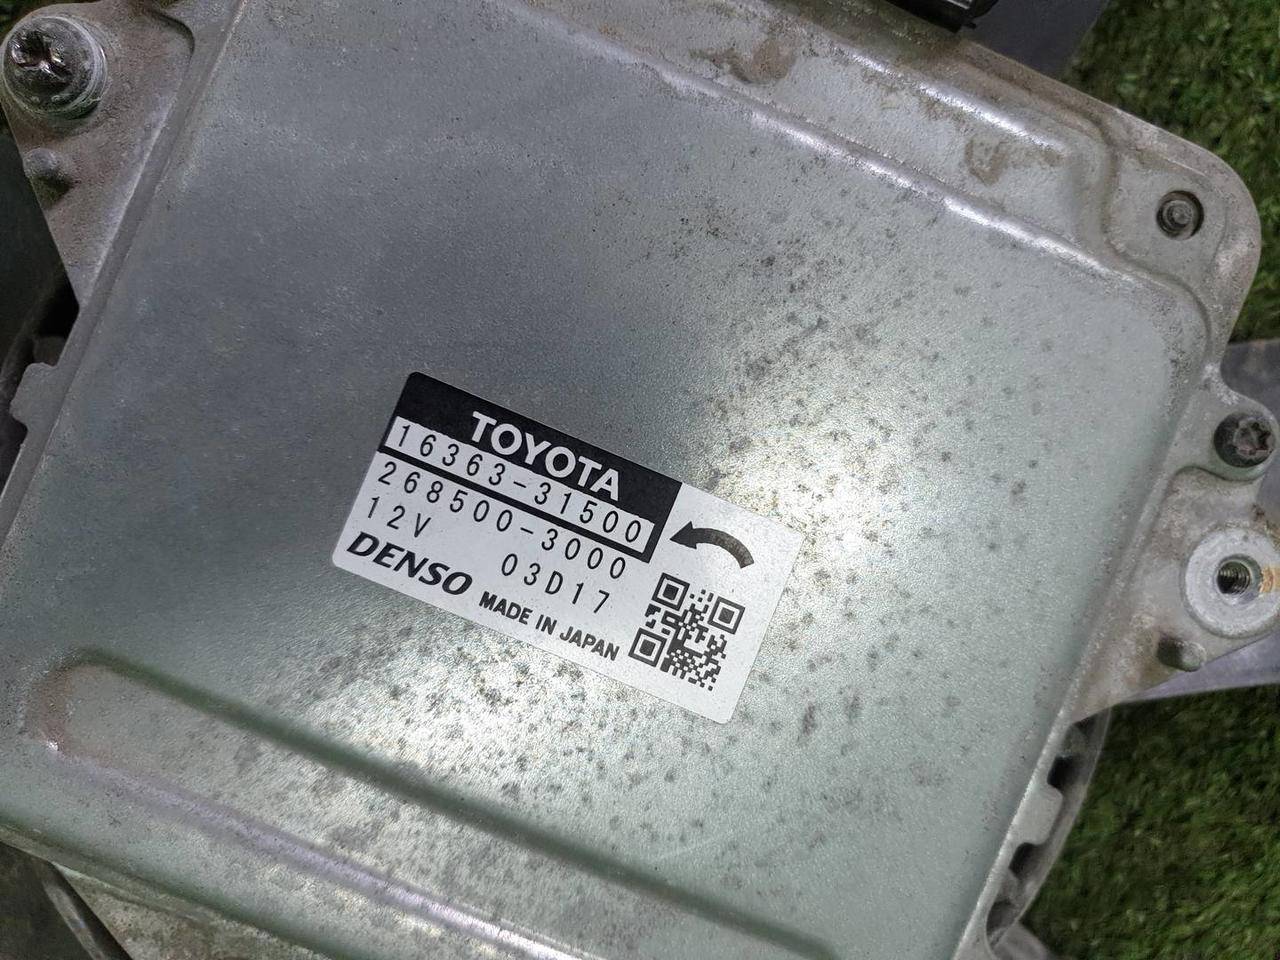 TOYOTA
16363-31500
268500-3000
12V 03D17
DENSO MADE IN JAPAN